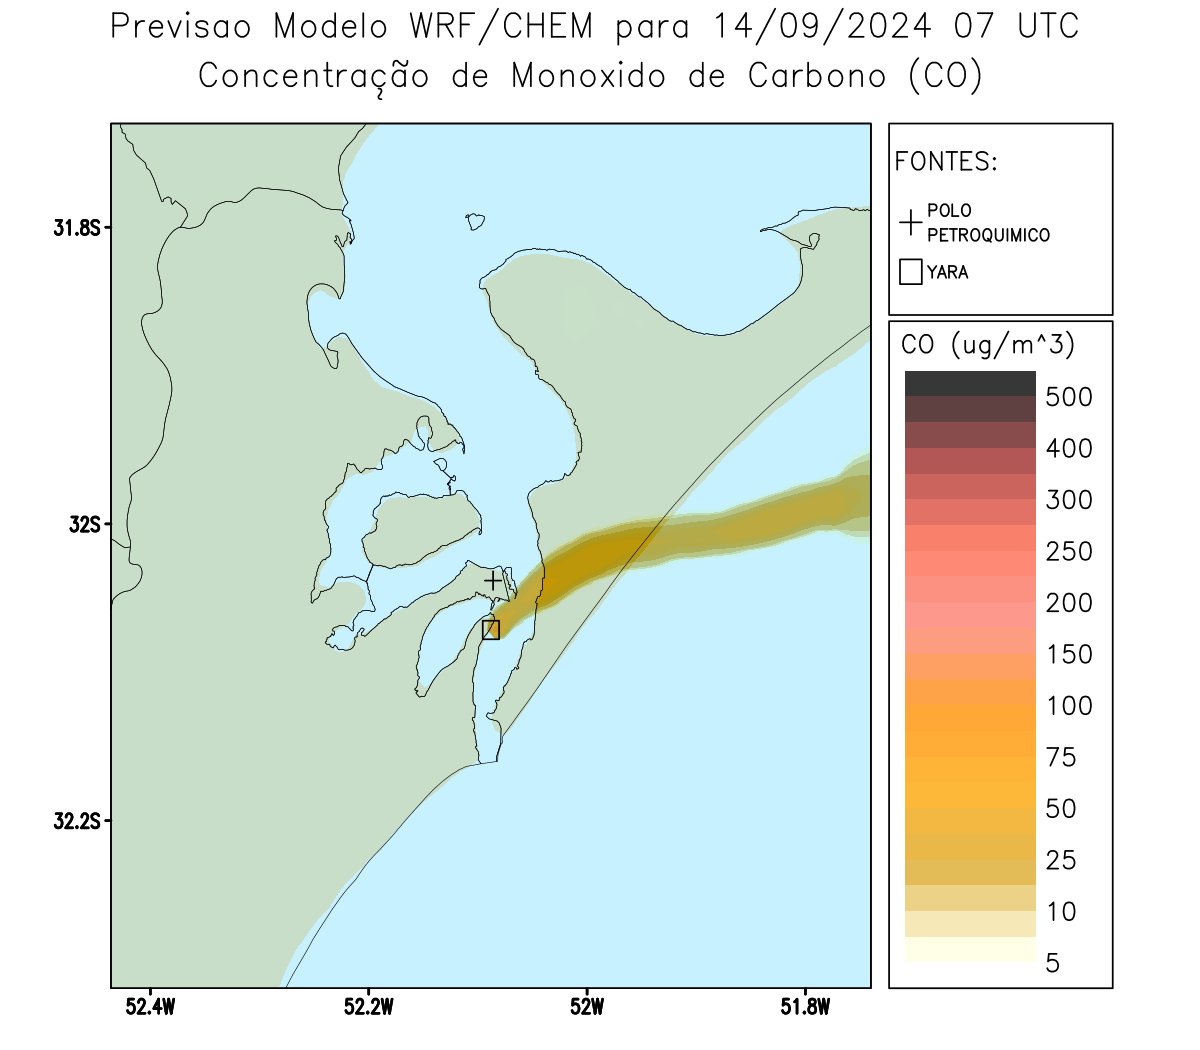 Previsao Modelo WRF/CHEM para 14/09/2024 07 UTC
Concentração de Monoxido de Carbono (CO)
FONTES:
POLO
PETROQUIMICO
YARA
CO (ug/m^3)
500
400
300
250
200
150
100
75
50
25
10
5
31.8S
32S
32.2S
52.4W
52.2W
52W
51.8W